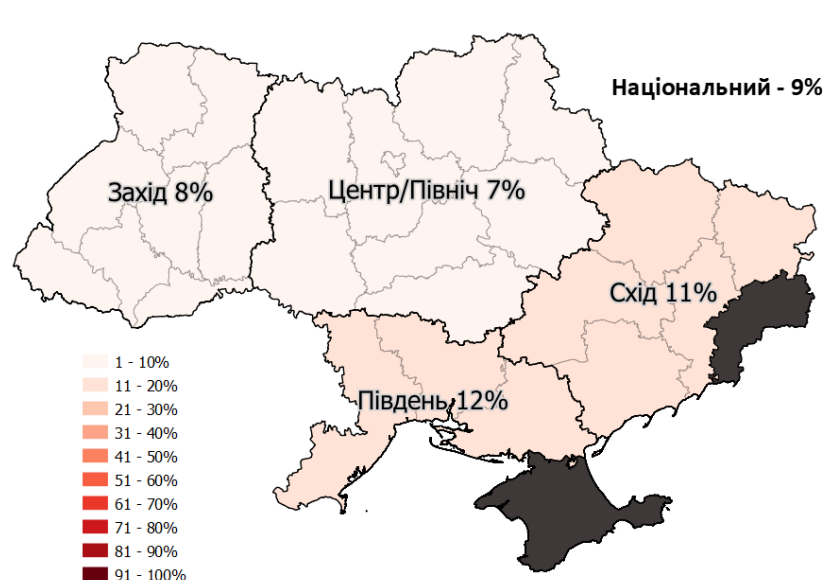 Національний - 9%
Захід 8%
Центр/Північ 7%
Схід 11%
Південь 12%
1 - 10%
11 - 20%
21 - 30%
31 - 40%
41 - 50%
51 - 60%
61 - 70%
71 - 80%
81 - 90%
91 - 100%